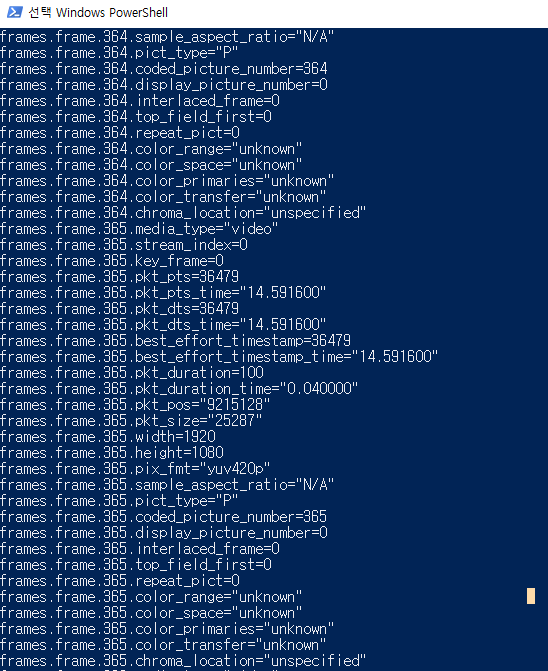 선택 Windows PowerShell
frames.frame.364.sample_aspect_ratio="N/A"
frames.frame.364.pict_type="P"
frames.frame.364.coded_picture_number=364
frames.frame.364.display_picture_number=0
frames.frame.364.interlaced_frame=0
frames.frame.364.top_field_first=0
frames.frame.364.repeat_pict=0
frames.frame.364.color_range="unknown"
frames.frame.364.color_space="unknown"
frames.frame.364.color_primaries="unknown"
frames.frame.364.color_transfer="unknown"
frames.frame.364.chroma_location="unspecified"
frames.frame.365.media_type="video"
frames.frame.365.stream_index=0
frames.frame.365.key_frame=0
frames.frame.365.pkt_pts=36479
frames.frame.365.pkt_pts_time="14.591600"
frames.frame.365.pkt_dts=36479
frames.frame.365.pkt_dts_time="14.591600"
frames.frame.365.best_effort_timestamp=36479
frames.frame.365.best_effort_timestamp_time="14.591600"
frames.frame.365.pkt_duration=100
frames.frame.365.pkt_duration_time="0.040000"
frames.frame.365.pkt_pos="9215128"
frames.frame.365.pkt_size="25287"
frames.frame.365.width=1920
frames.frame.365.height=1080
frames.frame.365.pix_fmt="yuv420p"
frames.frame.365.sample_aspect_ratio="N/A"
frames.frame.365.pict_type="P"
frames.frame.365.coded_picture_number=365
frames.frame.365.display_picture_number=0
frames.frame.365.interlaced_frame=0
frames.frame.365.top_field_first=0
frames.frame.365.repeat_pict=0
frames.frame.365.color_range="unknown"
frames.frame.365.color_space="unknown"
frames.frame.365.color_primaries="unknown"
frames.frame.365.color_transfer="unknown"
frames.frame.365.chroma_location="unspecified"